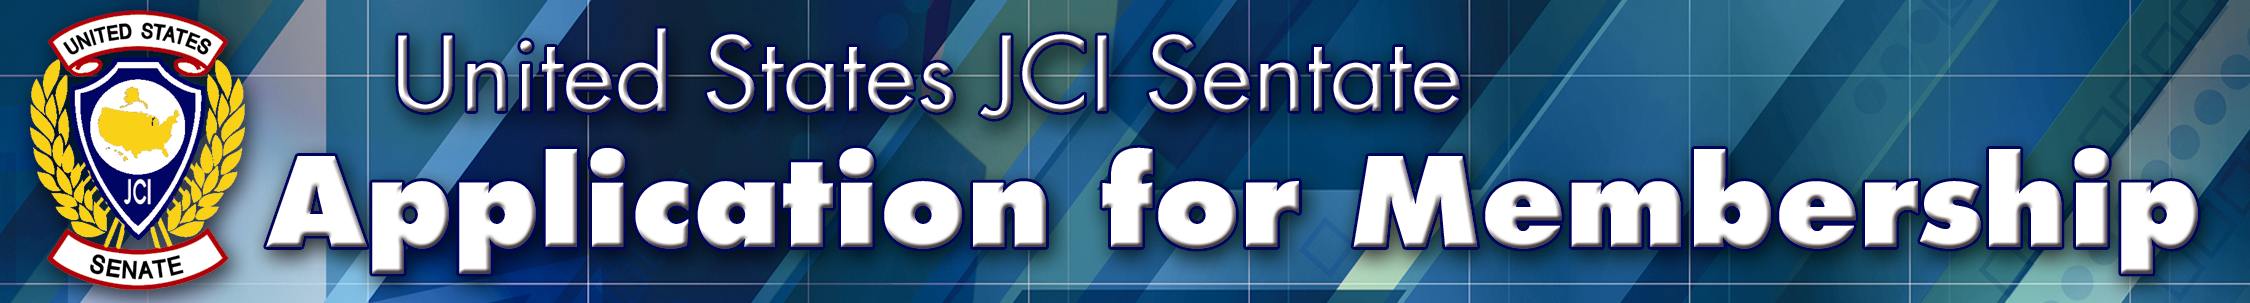 UNITED STATES
JCI
SENATE
United States JCI Sentate
Application for Membership